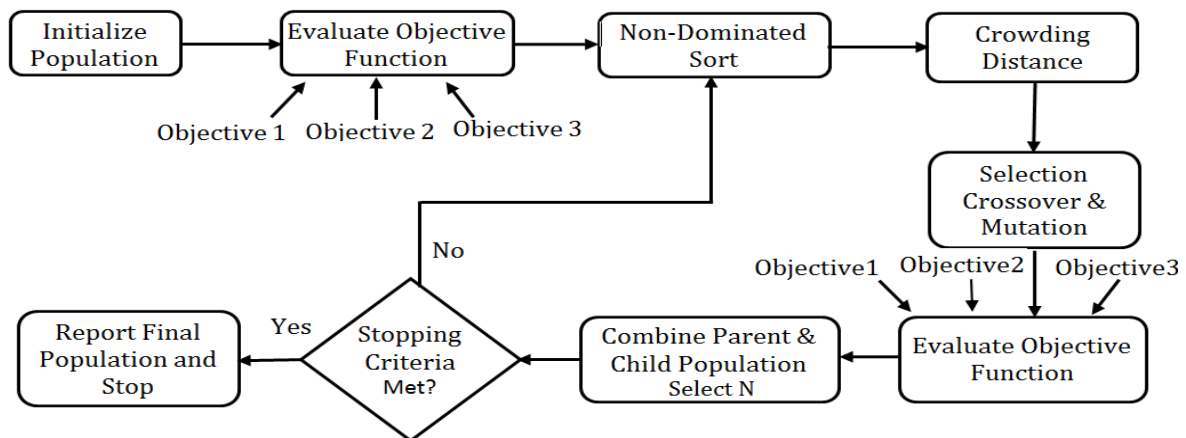 Initialize
Population
Evaluate Objective
Function
Non-Dominated
Sort
Crowding
Distance
Objective 1
Objective 2
Objective 3
Selection
Crossover &
Mutation
No
Objective1
Objective2
Objective3
Report Final
Population and
Stop
Yes
Stopping
Criteria
Met?
Combine Parent &
Child Population
Select N
Evaluate Objective
Function